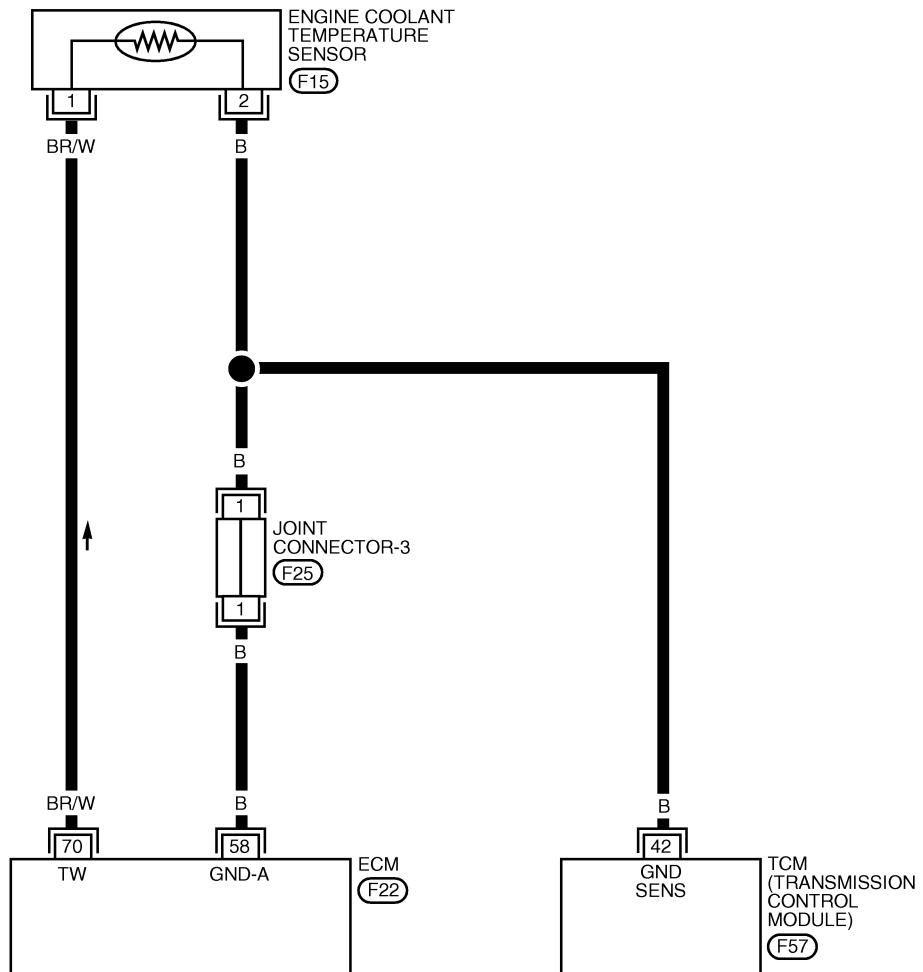 ENGINE COOLANT
TEMPERATURE
SENSOR
F15
1
2
BR/W
B
B
1
JOINT
CONNECTOR-3
F25
1
B
BR/W
B
B
70
58
42
TW
GND-A
ECM
F22
GND
SENS
TCM
(TRANSMISSION
CONTROL
MODULE)
F57